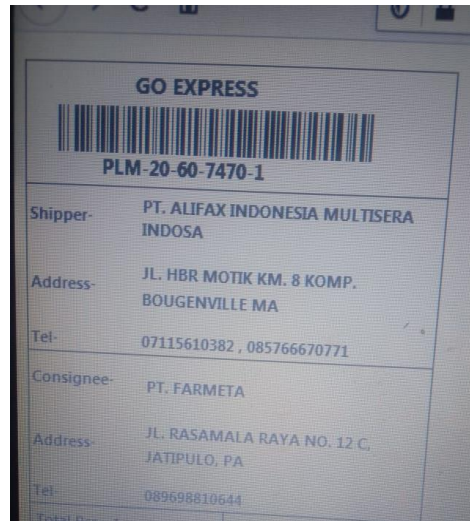 GO EXPRESS
PLM-20-60-7470-1
Shipper- PT. ALIFAX INDONESIA MULTISERA
INDOSA
Address- JL. HBR MOTIK KM. 8 KOMP.
BOUGENVILLE MA
Tel- 07115610382 , 085766670771
Consignee- PT. FARMETA
Address- JL. RASAMALA RAYA NO. 12 C,
JATIPULO, PA
Tel- 089698810644
Total